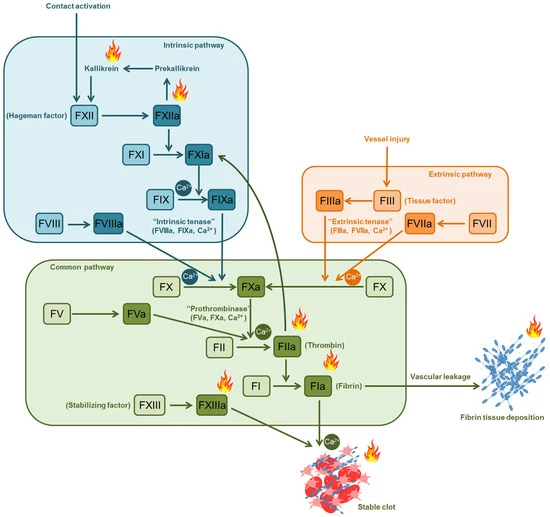 Contact activation
Intrinsic pathway
Kallikrein
Prekallikrein
(Hageman factor)
FXII
FXIIa
FXI
FXIa
Ca²⁺
FIX
FIXa
FVIII
FVIIIa
“Intrinsic tenase”
(FVIIIa, FIXa, Ca²⁺)
Vessel injury
Extrinsic pathway
FIIIa
FIII
(Tissue factor)
“Extrinsic tenase”
(FIIIa, FVIIa, Ca²⁺)
FVIIa
FVII
Common pathway
FX
Ca²⁺
FXa
Ca²⁺
FX
FV
FVa
“Prothrombinase”
(FVa, FXa, Ca²⁺)
Ca²⁺
FII
FIIa
(Thrombin)
FI
FIa
(Fibrin)
Vascular leakage
(Stabilizing factor)
FXIII
FXIIIa
Fibrin tissue deposition
Ca²⁺
Stable clot